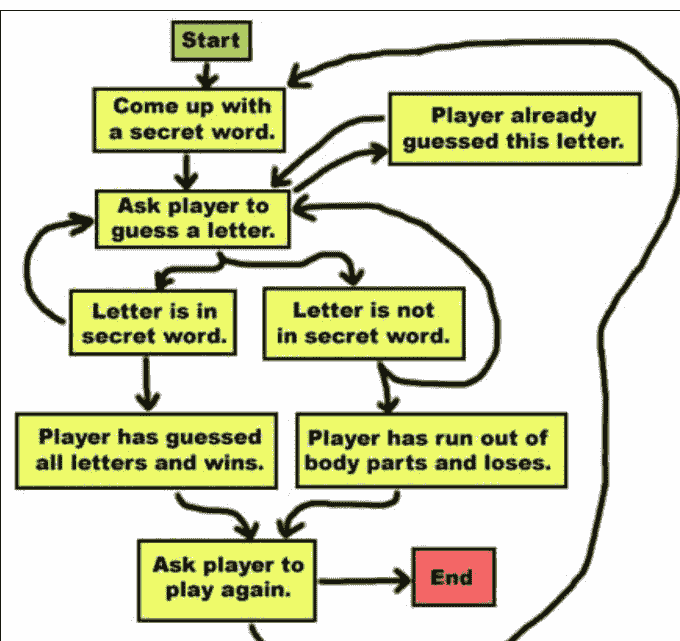 Start
Come up with
a secret word.
Player already
guessed this letter.
Ask player to
guess a letter.
Letter is in
secret word.
Letter is not
in secret word.
Player has guessed
all letters and wins.
Player has run out of
body parts and loses.
Ask player to
play again.
End